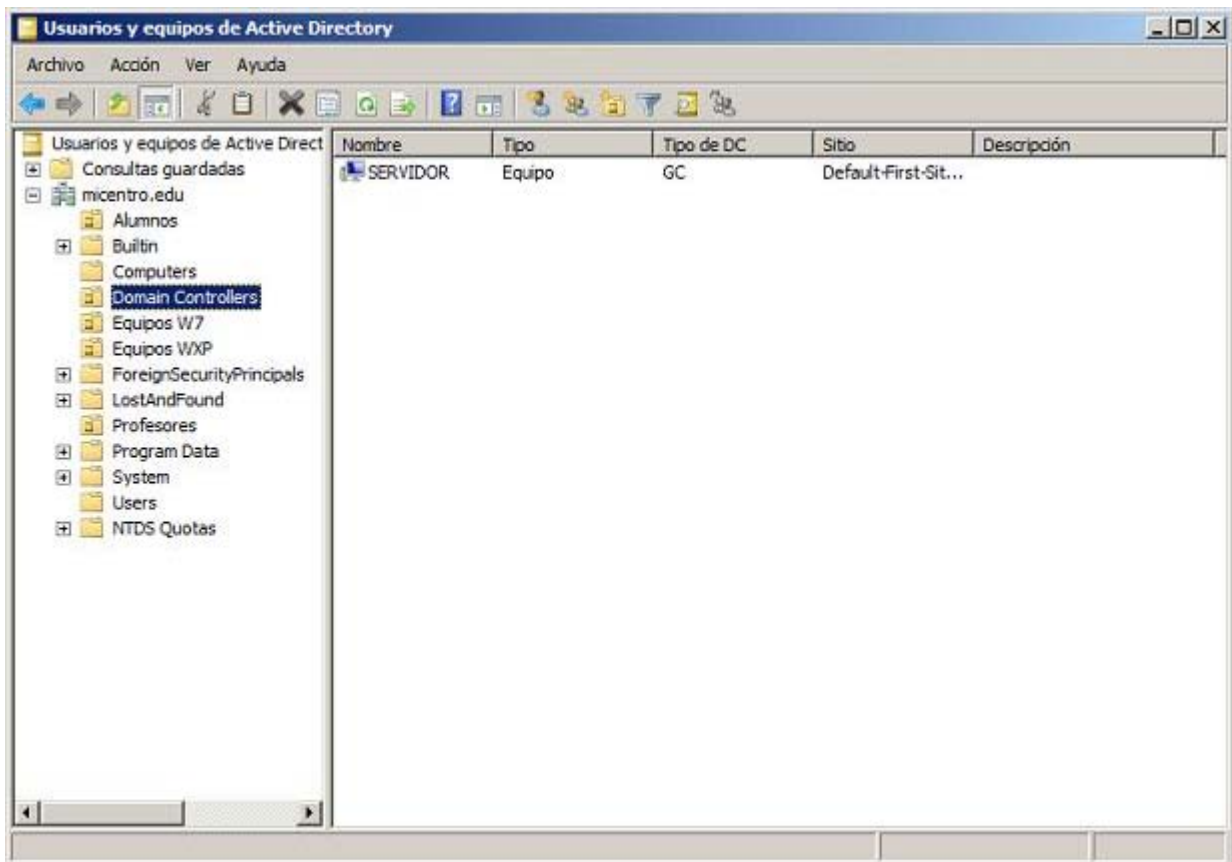 Usuarios y equipos de Active Directory
Archivo Acción Ver Ayuda
Usuarios y equipos de Active Direct
Consultas guardadas
micentro.edu
Alumnos
Builtin
Computers
Domain Controllers
Equipos W7
Equipos WXP
ForeignSecurityPrincipals
LostAndFound
Profesores
Program Data
System
Users
NTDS Quotas
Nombre Tipo Tipo de DC Sitio Descripción
SERVIDOR Equipo GC Default-First-Sit...